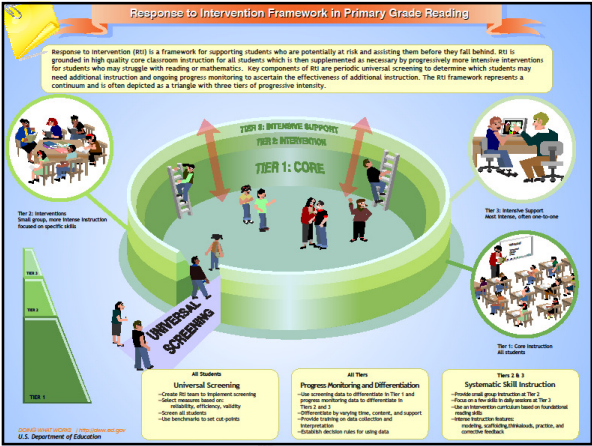 Response to Intervention Framework in Primary Grade Reading
Response to Intervention (RtI) is a framework for supporting students who are potentially at risk and assisting them before they fall behind. RtI is
grounded in high quality core classroom instruction for all students which is then supplemented as necessary by progressively more intensive interventions
for students who may struggle with reading or mathematics. Key components of RtI are periodic universal screening to determine which students may
need additional instruction and ongoing progress monitoring to ascertain the effectiveness of additional instruction. The RtI framework represents a
continuum and is often depicted as a triangle with three tiers of progressive intensity.
TIER 3: INTENSIVE SUPPORT
TIER 2: INTERVENTION
TIER 1: CORE
Tier 2: Interventions
Small group, more intense instruction
focused on specific skills
Tier 3: Intensive Support
Most intense, often one-to-one
TIER 3
TIER 2
TIER 1
UNIVERSAL
SCREENING
Tier 1: Core Instruction
All students
All Students
Universal Screening
—Create RtI team to implement screening
—Select measures based on:
reliability, efficiency, validity
—Screen all students
—Use benchmarks to set cut-points
All Tiers
Progress Monitoring and Differentiation
—Use screening data to differentiate in Tier 1 and
progress monitoring data to differentiate in
Tiers 2 and 3
—Differentiate by varying time, content, and support
—Provide training on data collection and
interpretation
—Establish decision rules for using data
Tiers 2 & 3
Systematic Skill Instruction
—Provide small group instruction at Tier 2
—Focus on a few skills in daily sessions at Tier 3
—Use an intervention curriculum based on foundational
reading skills
—Intense instruction features:
modeling, scaffolding, thinkalouds, practice, and
corrective feedback
DOING WHAT WORKS
U.S. Department of Education